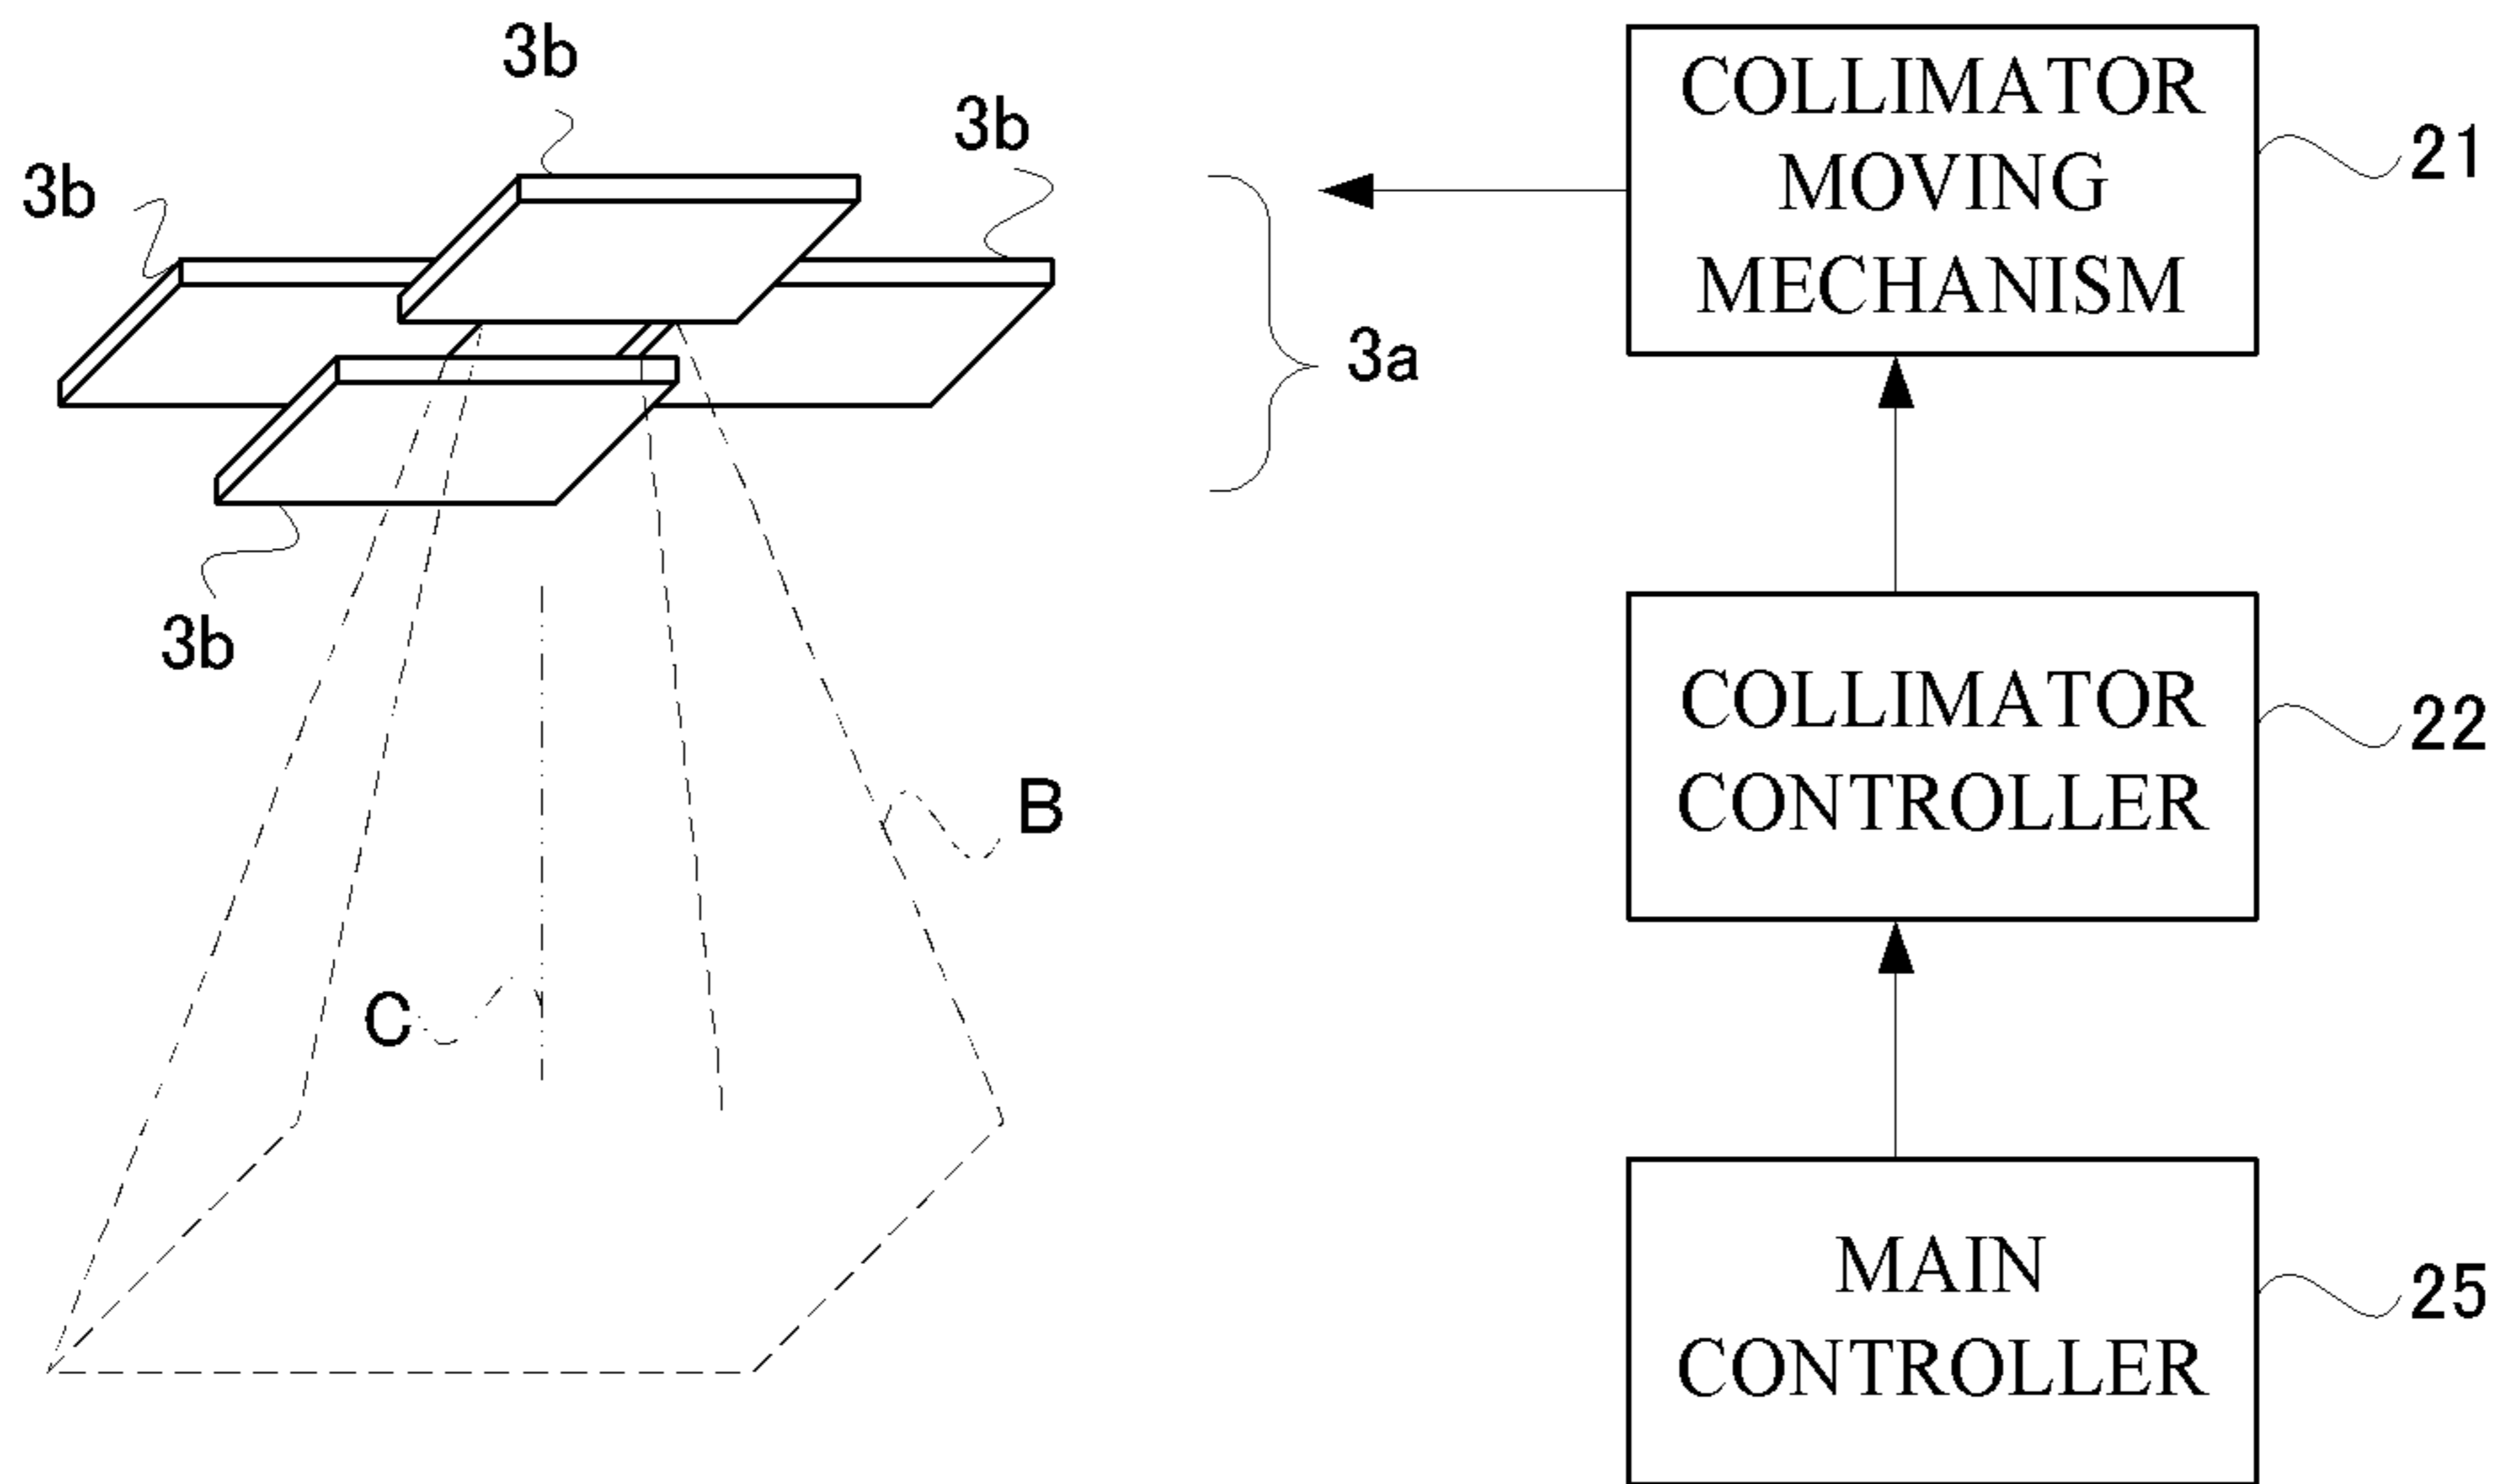 3b
3b
3b
3b
3a
B
C
COLLIMATOR
MOVING
MECHANISM
21
COLLIMATOR
CONTROLLER
22
MAIN
CONTROLLER
25